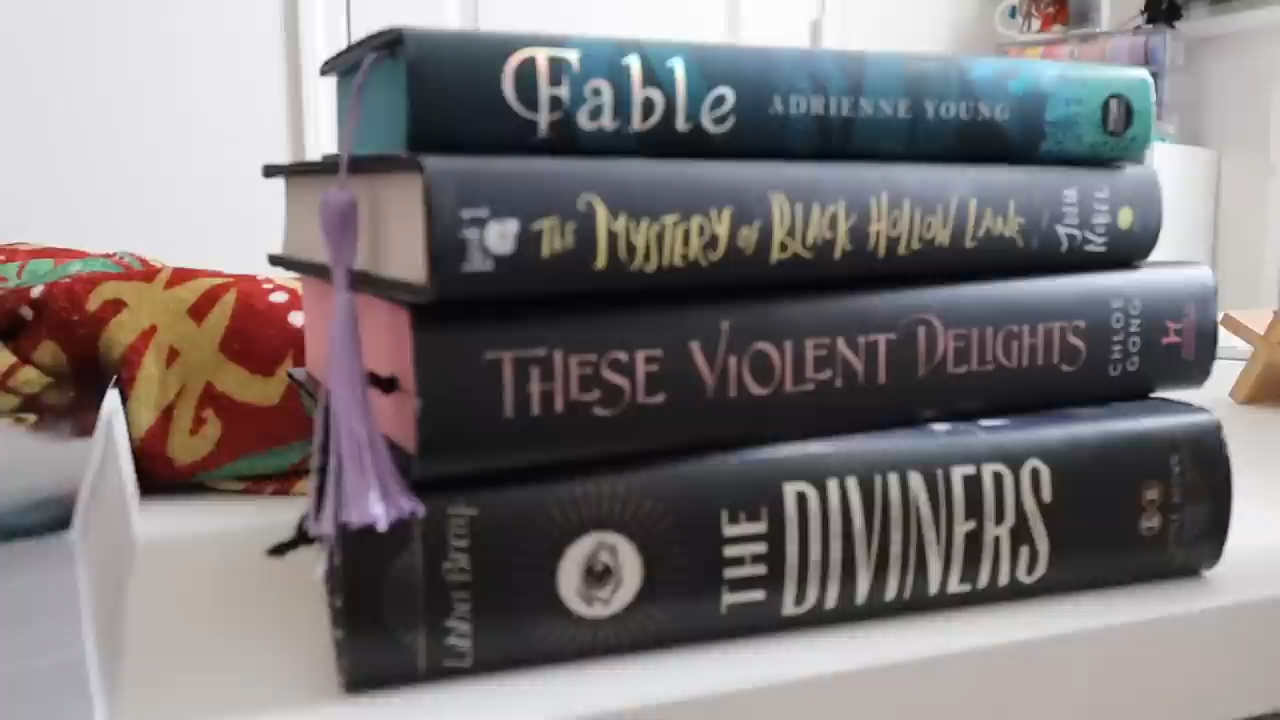 Fable ADRIENNE YOUNG
THE MYSTERY OF BLACK HOLLOW LANE JULIA NOBEL
THESE VIOLENT DELIGHTS CHLOE GONG
Libba Bray THE DIVINERS